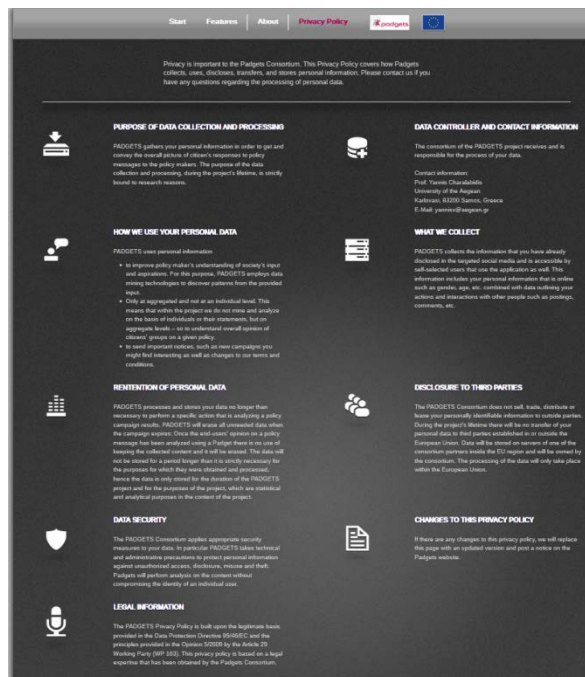 Start Features About Privacy Policy padgets
Privacy is important to the Padgets Consortium. This Privacy Policy covers how Padgets
collects, uses, discloses, transfers, and stores personal information. Please contact us if you
have any questions regarding the processing of personal data.
PURPOSE OF DATA COLLECTION AND PROCESSING
PADGETS gathers your personal information in order to get and
convey the overall picture of citizen's responses to policy
messages to the policy makers. The purpose of the data
collection and processing, during the project's lifetime, is strictly
bound to research reasons.
DATA CONTROLLER AND CONTACT INFORMATION
The consortium of the PADGETS project receives and is
responsible for the process of your data.
Contact information:
Prof. Yannis Charalabidis
University of the Aegean
Karlovasi, 83200 Samos, Greece
E-Mail: yannisx@aegean.gr
HOW WE USE YOUR PERSONAL DATA
PADGETS uses personal information
• to improve policy maker's understanding of society's input
and aspirations. For this purpose, PADGETS employs data
mining technologies to discover patterns from the provided
input.
• Only at aggregated and not at an individual level. This
means that within the project we do not mine and analyze
on the basis of individuals or their statements, but on
aggregate levels – so to understand overall opinion of
citizens' groups on a given policy.
• to send important notices, such as new campaigns you
might find interesting as well as changes to our terms and
conditions.
WHAT WE COLLECT
PADGETS collects the information that you have already
disclosed in the targeted social media and is accessible by
self-selected users that use the application as well. This
information includes your personal information that is online
such as gender, age, etc. combined with data outlining your
actions and interactions with other people such as postings,
comments, etc.
RENTENTION OF PERSONAL DATA
PADGETS processes and stores your data no longer than
necessary to perform a specific action that is analyzing a policy
campaign results. PADGETS will erase all unneeded data when
the campaign expires: Once the end-users' opinion on a policy
message has been analyzed using a Padget there is no use of
keeping the collected content and it will be erased. The data will
not be stored for a period longer than it is strictly necessary for
the purposes for which they were obtained and processed,
hence the data is only stored for the duration of the PADGETS
project and for the purposes of the project, which are statistical
and analytical purposes in the context of the project.
DISCLOSURE TO THIRD PARTIES
The PADGETS Consortium does not sell, trade, distribute or
lease your personally identifiable information to outside parties.
During the project's lifetime there will be no transfer of your
personal data to third parties established in or outside the
European Union. Data will be stored on servers of one of the
consortium partners inside the EU region and will be owned by
the consortium. The processing of the data will only take place
within the European Union.
DATA SECURITY
The PADGETS Consortium applies appropriate security
measures to your data. In particular PADGETS takes technical
and administrative precautions to protect personal information
against unauthorized access, disclosure, misuse and theft.
Padgets will perform analysis on the content without
compromising the identity of an individual user.
CHANGES TO THIS PRIVACY POLICY
If there are any changes to this privacy policy, we will replace
this page with an updated version and post a notice on the
Padgets website.
LEGAL INFORMATION
The PADGETS Privacy Policy is built upon the legitimate basis
provided in the Data Protection Directive 95/46/EC and the
principles provided in the Opinion 5/2009 by the Article 29
Working Party (WP 163). This privacy policy is based on a legal
expertise that has been obtained by the Padgets Consortium.